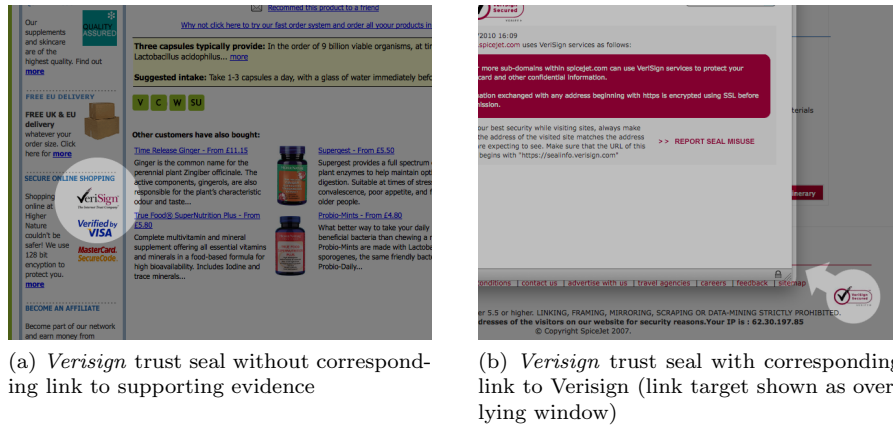 Recommed this product to a friend
Why not click here to try our fast order system and order all yoour products in
Our
supplements
and skincare
are of the
highest quality. Find out
more
QUALITY
ASSURED
Three capsules typically provide: In the order of 9 billion viable organisms, at
Lactobacillus acidophilus... more
Suggested intake: Take 1-3 capsules a day, with a glass of water immediately
V C W SU
FREE EU DELIVERY
FREE UK & EU
delivery
whatever your
order size. Click
here for more
Other customers have also bought:
Time Release Ginger - From £11.15
Ginger is the common name for the
perennial plant Zingiber officinale. The
active components, gingerols, are also
responsible for the plant's characteristic
odour and taste...
Supergest - From £5.50
Supergest provides a full spectrum
plant enzymes to help maintain
digestion. Suitable at times of
convalescence, poor appetite, and
older people.
True Food® SuperNutrition Plus - From
£5.80
Complete multivitamin and mineral
supplement offering all essential vitamins
and minerals in a food-based formula for
high bioavailability. Includes Iodine and
trace minerals...
Probio-Mints - From £4.80
What better way to take your daily
beneficial bacteria than chewing a
Probio-Mints are made with
sporogenes, the same friendly
Probio-Daily...
SECURE ONLINE SHOPPING
Shopping
online at
Higher
Nature
couldn't be
safer! We use
128 bit
encyption to
protect you.
more
VeriSign
Verified by
VISA
MasterCard.
SecureCode.
BECOME AN AFFILIATE
Become part of our network
and earn money from
(a) Verisign trust seal without correspond-
ing link to supporting evidence
Secured
/2010 16:09
spicejet.com uses VeriSign services as follows:
more sub-domains within spicejet.com can use VeriSign services to protect your
card and other confidential information.
exchanged with any address beginning with https is encrypted using SSL before
your best security while visiting sites, always make
the address of the visited site matches the address
are expecting to see. Make sure that the URL of this
begins with "https://sealinfo.verisign.com"
>> REPORT SEAL MISUSE
conditions | contact us | advertise with us | travel agencies | careers | feedback | sitemap
VeriSign
Secured
5.5 or higher. LINKING, FRAMING, MIRRORING, SCRAPING OR DATA-MINING STRICTLY PROHIBITED.
of the visitors on our website for security reasons.Your IP is : 62.30.197.85
© Copyright SpiceJet 2007.
(b) Verisign trust seal with corresponding
link to Verisign (link target shown as over-
lying window)